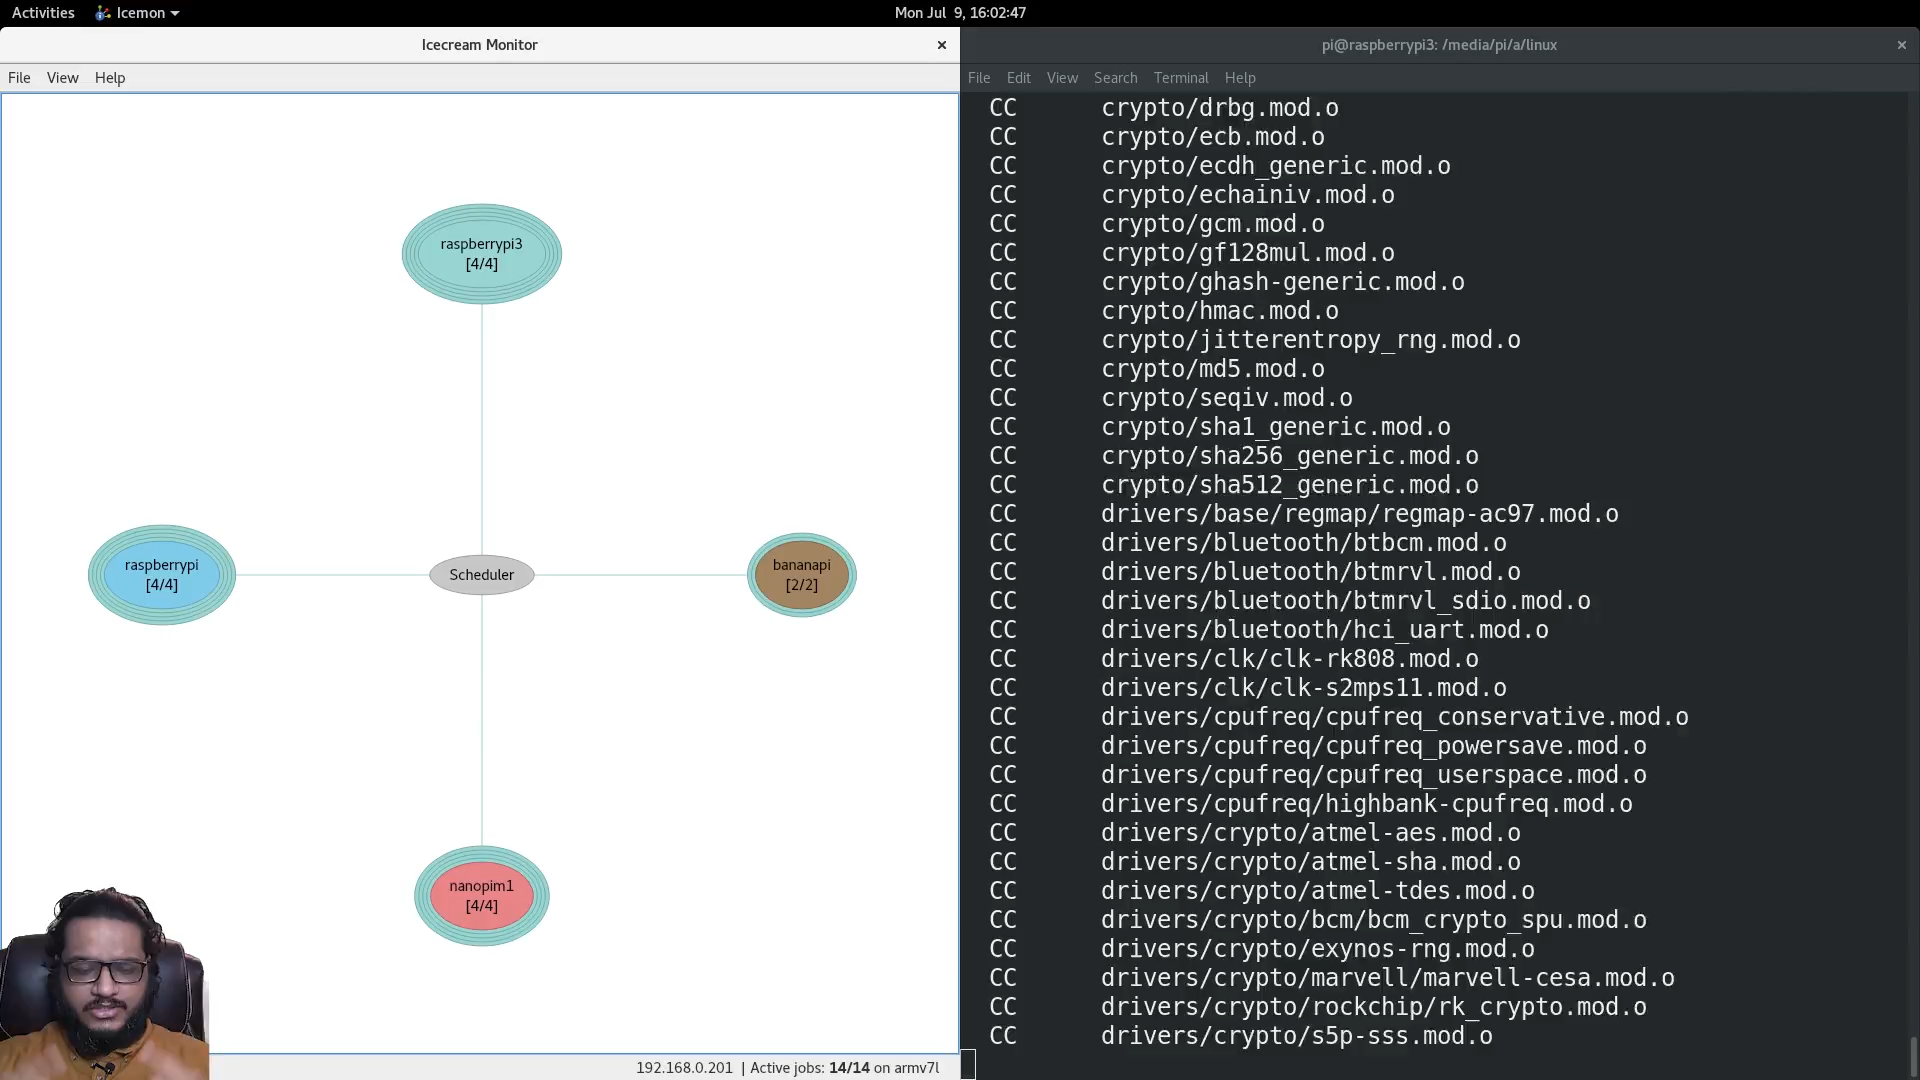 Activities Icemon Mon Jul 9, 16:02:47
Icecream Monitor
File View Help
raspberrypi3
[4/4]
raspberrypi
[4/4]
Scheduler
bananapi
[2/2]
nanopim1
[4/4]
192.168.0.201 | Active jobs: 14/14 on armv7l
pi@raspberrypi3: /media/pi/a/linux
File Edit View Search Terminal Help
CC crypto/drbg.mod.o
CC crypto/ecb.mod.o
CC crypto/ecdh_generic.mod.o
CC crypto/echainiv.mod.o
CC crypto/gcm.mod.o
CC crypto/gf128mul.mod.o
CC crypto/ghash-generic.mod.o
CC crypto/hmac.mod.o
CC crypto/jitterentropy_rng.mod.o
CC crypto/md5.mod.o
CC crypto/seqiv.mod.o
CC crypto/sha1_generic.mod.o
CC crypto/sha256_generic.mod.o
CC crypto/sha512_generic.mod.o
CC drivers/base/regmap/regmap-ac97.mod.o
CC drivers/bluetooth/btbcm.mod.o
CC drivers/bluetooth/btmrvl.mod.o
CC drivers/bluetooth/btmrvl_sdio.mod.o
CC drivers/bluetooth/hci_uart.mod.o
CC drivers/clk/clk-rk808.mod.o
CC drivers/clk/clk-s2mps11.mod.o
CC drivers/cpufreq/cpufreq_conservative.mod.o
CC drivers/cpufreq/cpufreq_powersave.mod.o
CC drivers/cpufreq/cpufreq_userspace.mod.o
CC drivers/cpufreq/highbank-cpufreq.mod.o
CC drivers/crypto/atmel-aes.mod.o
CC drivers/crypto/atmel-sha.mod.o
CC drivers/crypto/atmel-tdes.mod.o
CC drivers/crypto/bcm/bcm_crypto_spu.mod.o
CC drivers/crypto/exynos-rng.mod.o
CC drivers/crypto/marvell/marvell-cesa.mod.o
CC drivers/crypto/rockchip/rk_crypto.mod.o
CC drivers/crypto/s5p-sss.mod.o